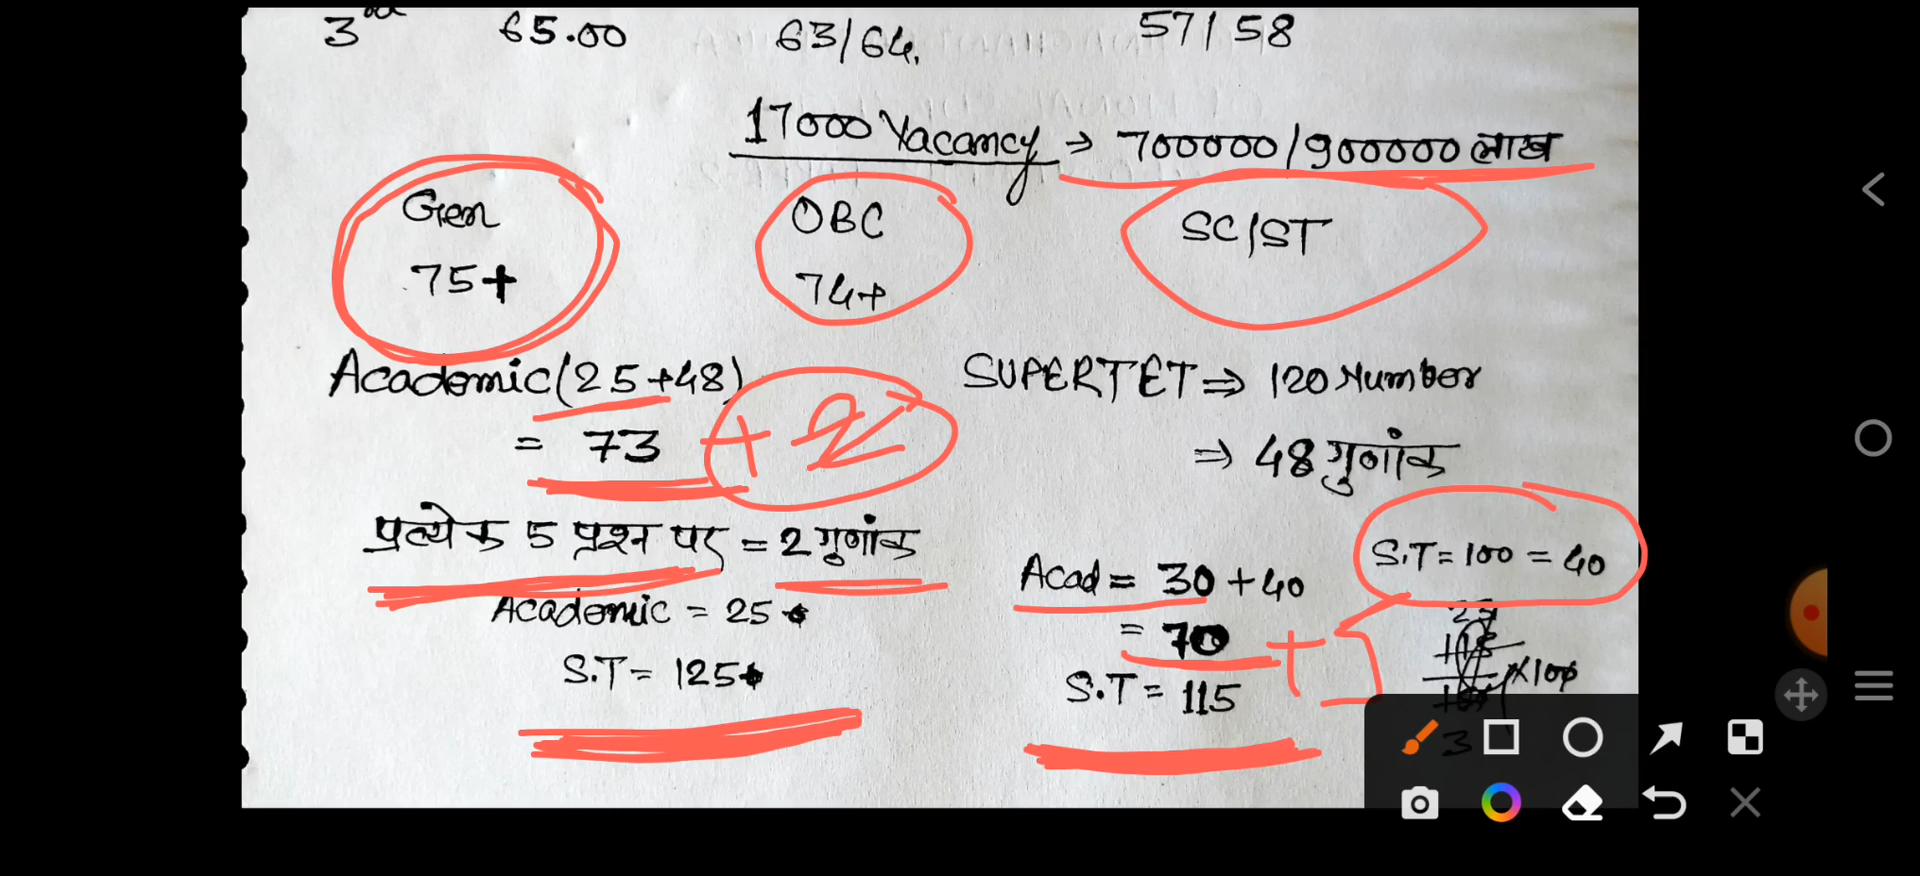 3rd 65.00 63/64. 57/58
17000 Vacancy → 700000/900000 लाख
Gen OBC SC/ST
75+ 74+
Academic (25+48) SUPERTET ⇒ 120 Number
= 73 + 2 ⇒ 48 गुणांक
प्रत्येक 5 प्रश्न पर = 2 गुणांक S.T = 100 = 40
Acad = 30 + 40
Academic = 25+
= 70 +
S.T = 125+ ×100
S.T = 115
3